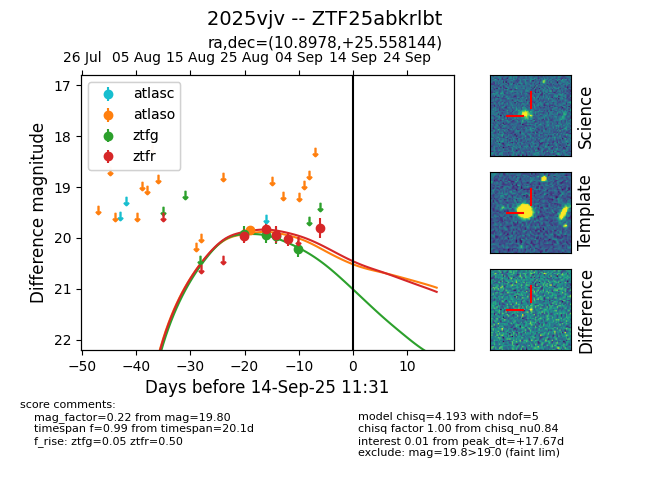 2025vjv -- ZTF25abkrlbt
ra,dec=(10.8978,+25.558144)
26 Jul 05 Aug 15 Aug 25 Aug 04 Sep 14 Sep 24 Sep
17
18
19
20
21
22
Difference magnitude
atlasc
atlaso
ztfg
ztfr
−50 −40 −30 −20 −10 0 10
Days before 14-Sep-25 11:31
Science
Template
Difference
score comments:
mag_factor=0.22 from mag=19.80
timespan f=0.99 from timespan=20.1d
f_rise: ztfg=0.05 ztfr=0.50
model chisq=4.193 with ndof=5
chisq factor 1.00 from chisq_nu0.84
interest 0.01 from peak_dt=+17.67d
exclude: mag=19.8>19.0 (faint lim)